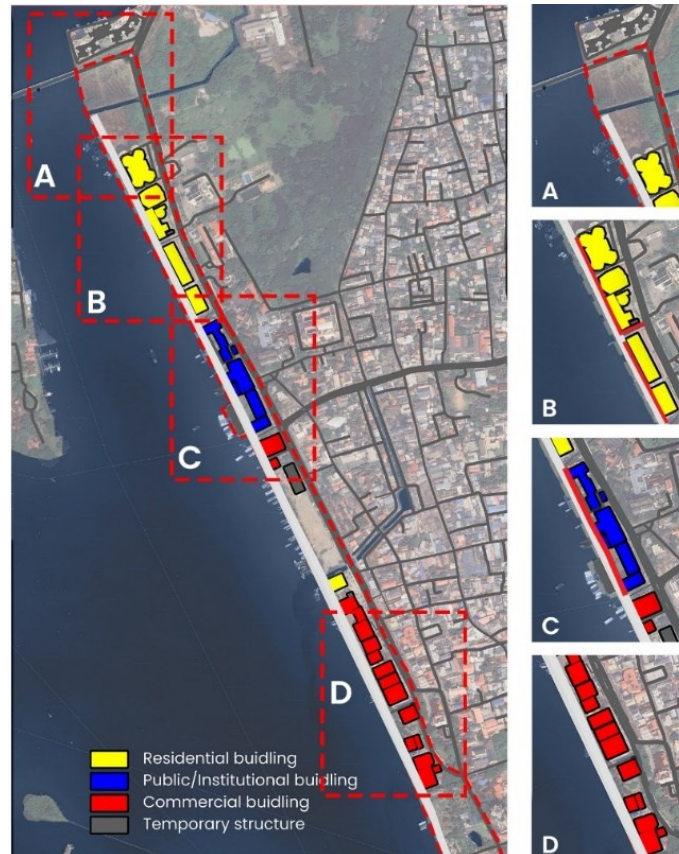 A
B
C
D
Residential buidling
Public/Institutional buidling
Commercial buidling
Temporary structure
A
B
C
D